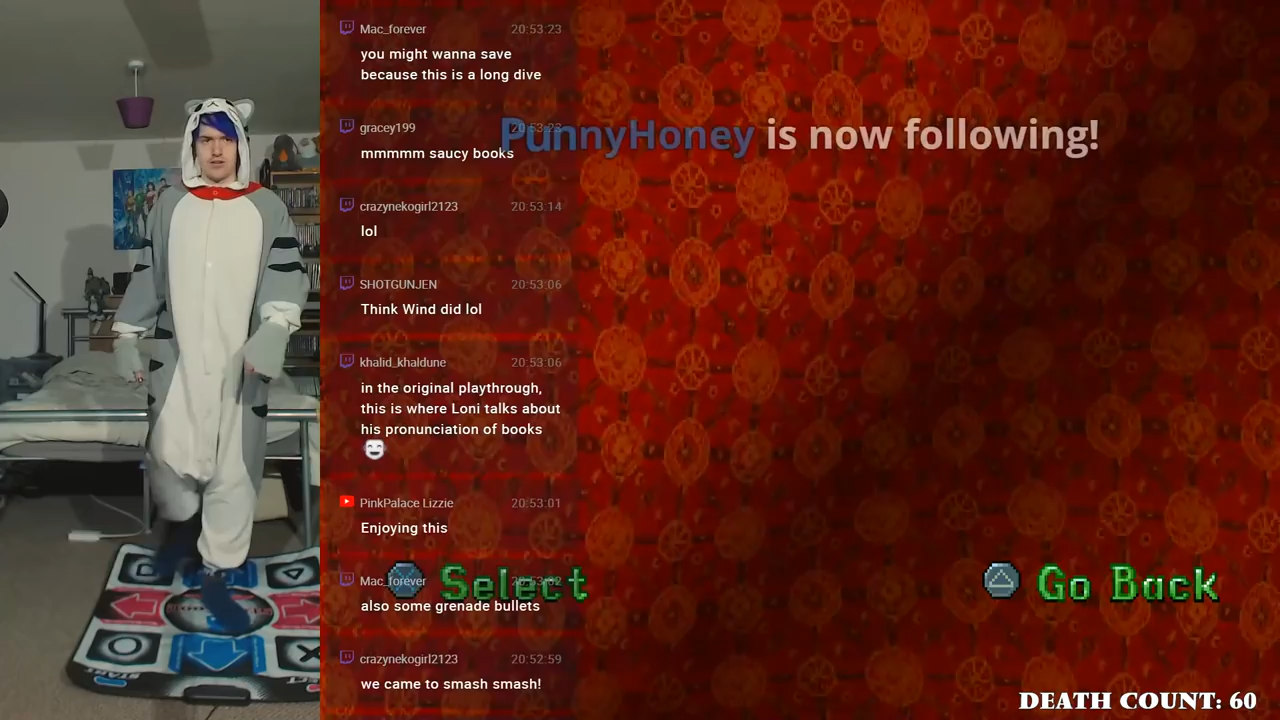 Mac_forever 20:53:23
you might wanna save
because this is a long dive
gracey199 20:53:23
mmmmm saucy books
PunnyHoney is now following!
crazynekogirl2123 20:53:14
lol
SHOTGUNJEN 20:53:06
Think Wind did lol
khalid_khaldune 20:53:06
in the original playthrough,
this is where Loni talks about
his pronunciation of books
PinkPalace Lizzie 20:53:01
Enjoying this
Mac_forever
also some grenade bullets
Select
Go Back
crazynekogirl2123 20:52:59
we came to smash smash!
DEATH COUNT: 60